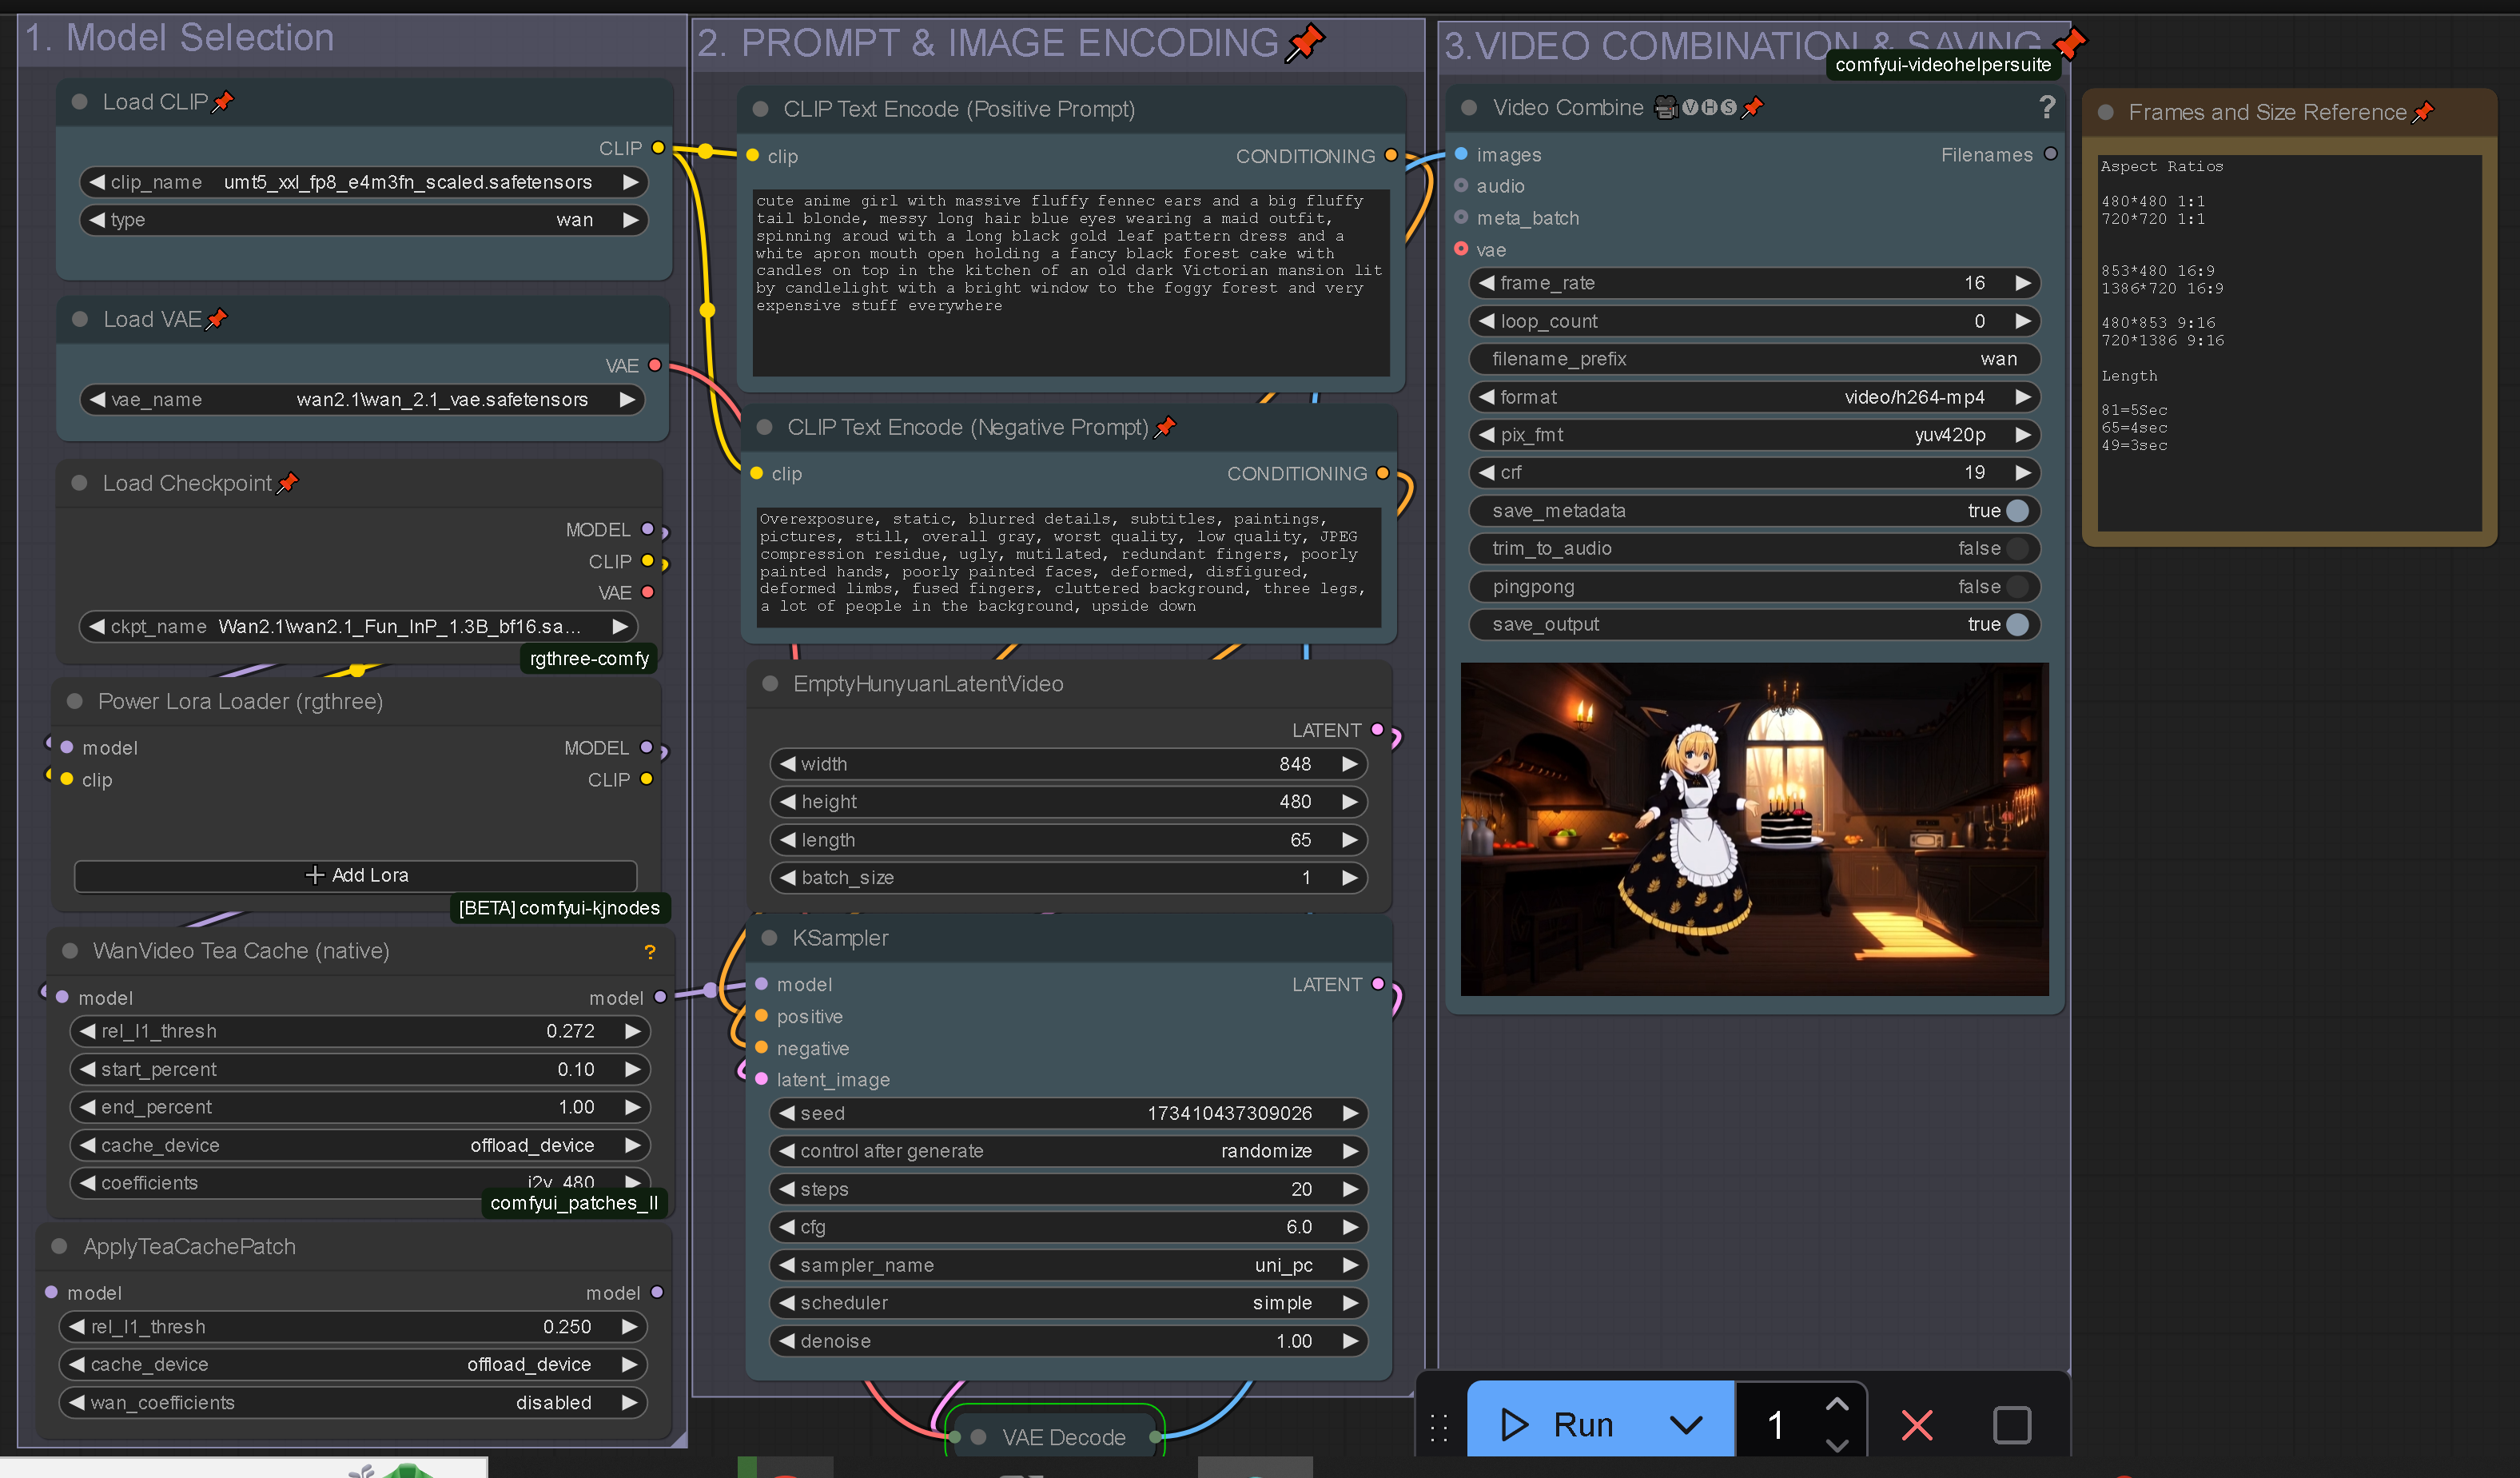 1. Model Selection
Load CLIP
CLIP
clip_name umt5_xxl_fp8_e4m3fn_scaled.safetensors
type wan
Load VAE
VAE
vae_name wan2.1\wan_2.1_vae.safetensors
Load Checkpoint
MODEL
CLIP
VAE
ckpt_name Wan2.1\wan2.1_Fun_InP_1.3B_bf16.sa...
rgthree-comfy
Power Lora Loader (rgthree)
model MODEL
clip CLIP
+ Add Lora
[BETA] comfyui-kjnodes
WanVideo Tea Cache (native) ?
model model
rel_l1_thresh 0.272
start_percent 0.10
end_percent 1.00
cache_device offload_device
coefficients i2v_480
comfyui_patches_ll
ApplyTeaCachePatch
model model
rel_l1_thresh 0.250
cache_device offload_device
wan_coefficients disabled
2. PROMPT & IMAGE ENCODING
CLIP Text Encode (Positive Prompt)
clip CONDITIONING
cute anime girl with massive fluffy fennec ears and a big fluffy
tail blonde, messy long hair blue eyes wearing a maid outfit,
spinning aroud with a long black gold leaf pattern dress and a
white apron mouth open holding a fancy black forest cake with
candles on top in the kitchen of an old dark Victorian mansion lit
by candlelight with a bright window to the foggy forest and very
expensive stuff everywhere
CLIP Text Encode (Negative Prompt)
clip CONDITIONING
Overexposure, static, blurred details, subtitles, paintings,
pictures, still, overall gray, worst quality, low quality, JPEG
compression residue, ugly, mutilated, redundant fingers, poorly
painted hands, poorly painted faces, deformed, disfigured,
deformed limbs, fused fingers, cluttered background, three legs,
a lot of people in the background, upside down
EmptyHunyuanLatentVideo
LATENT
width 848
height 480
length 65
batch_size 1
KSampler
model LATENT
positive
negative
latent_image
seed 173410437309026
control after generate randomize
steps 20
cfg 6.0
sampler_name uni_pc
scheduler simple
denoise 1.00
VAE Decode
3.VIDEO COMBINATION & SAVING
comfyui-videohelpersuite
Video Combine VHS ?
images Filenames
audio
meta_batch
vae
frame_rate 16
loop_count 0
filename_prefix wan
format video/h264-mp4
pix_fmt yuv420p
crf 19
save_metadata true
trim_to_audio false
pingpong false
save_output true
Frames and Size Reference
Aspect Ratios
480*480 1:1
720*720 1:1
853*480 16:9
1386*720 16:9
480*853 9:16
720*1386 9:16
Length
81=5Sec
65=4sec
49=3sec
Run 1